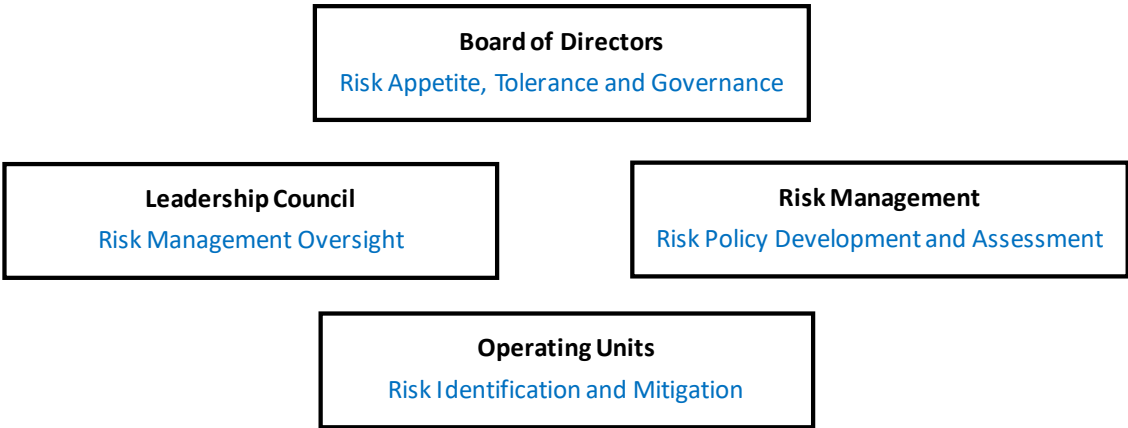 Board of Directors
Risk Appetite, Tolerance and Governance
Leadership Council
Risk Management Oversight
Risk Management
Risk Policy Development and Assessment
Operating Units
Risk Identification and Mitigation